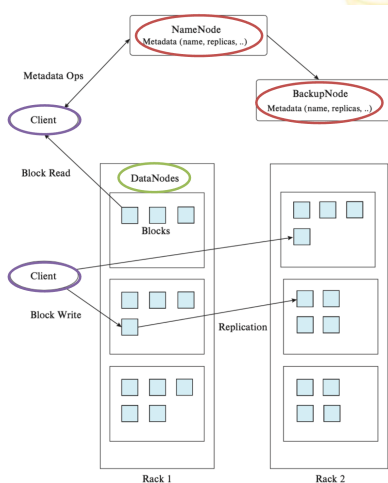 NameNode
Metadata (name, replicas, ..)
Metadata Ops
BackupNode
Metadata (name, replicas, ..)
Client
Block Read
DataNodes
Blocks
Client
Block Write
Replication
Rack 1
Rack 2